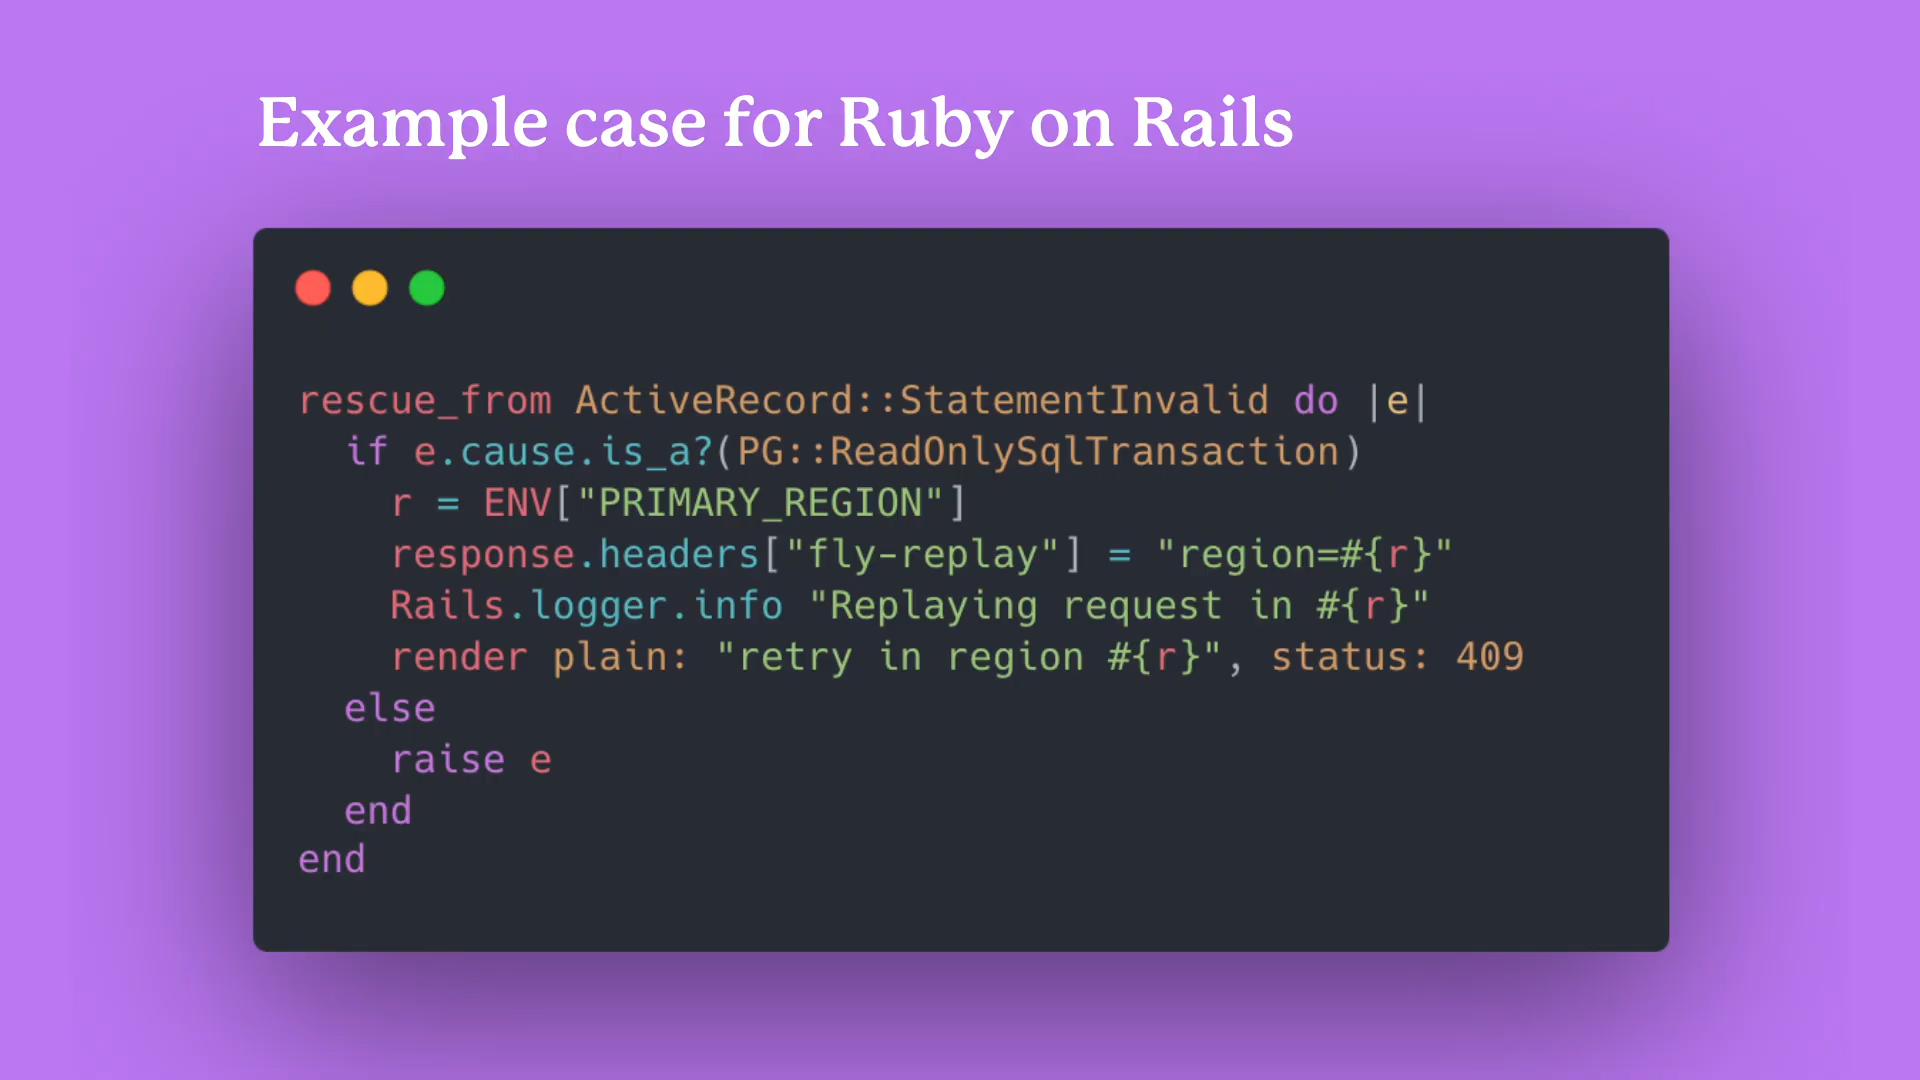 Example case for Ruby on Rails
rescue_from ActiveRecord::StatementInvalid do |e|
  if e.cause.is_a?(PG::ReadOnlySqlTransaction)
    r = ENV["PRIMARY_REGION"]
    response.headers["fly-replay"] = "region=#{r}"
    Rails.logger.info "Replaying request in #{r}"
    render plain: "retry in region #{r}", status: 409
  else
    raise e
  end
end